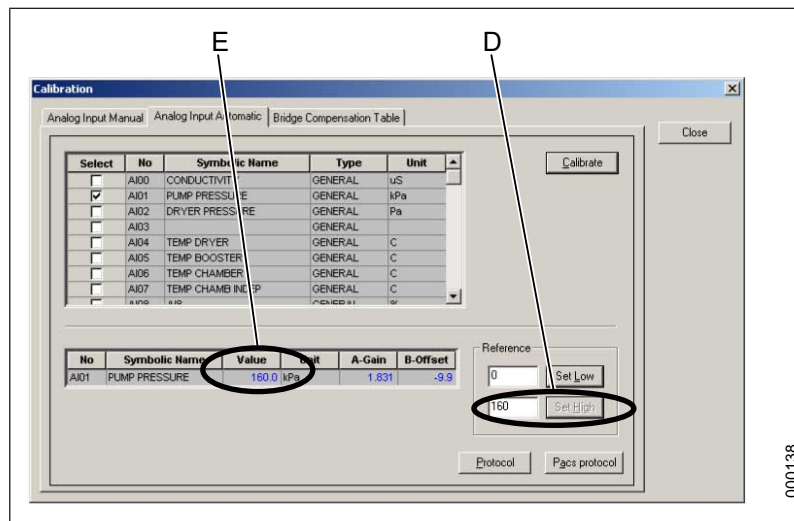 E
D
Calibration
Analog Input Manual
Analog Input Automatic
Bridge Compensation Table
Close
Select No Symbolic Name Type Unit
AI00 CONDUCTIVITY GENERAL uS
AI01 PUMP PRESSURE GENERAL kPa
AI02 DRYER PRESSURE GENERAL Pa
AI03 GENERAL
AI04 TEMP DRYER GENERAL C
AI05 TEMP BOOSTER GENERAL C
AI06 TEMP CHAMBER GENERAL C
AI07 TEMP CHAMB INDEP GENERAL C
Calibrate
No Symbolic Name Value Unit A-Gain B-Offset
AI01 PUMP PRESSURE 160.0 kPa 1.831 -9.9
Reference
0 Set Low
160 Set High
Protocol
Pacs protocol
000138